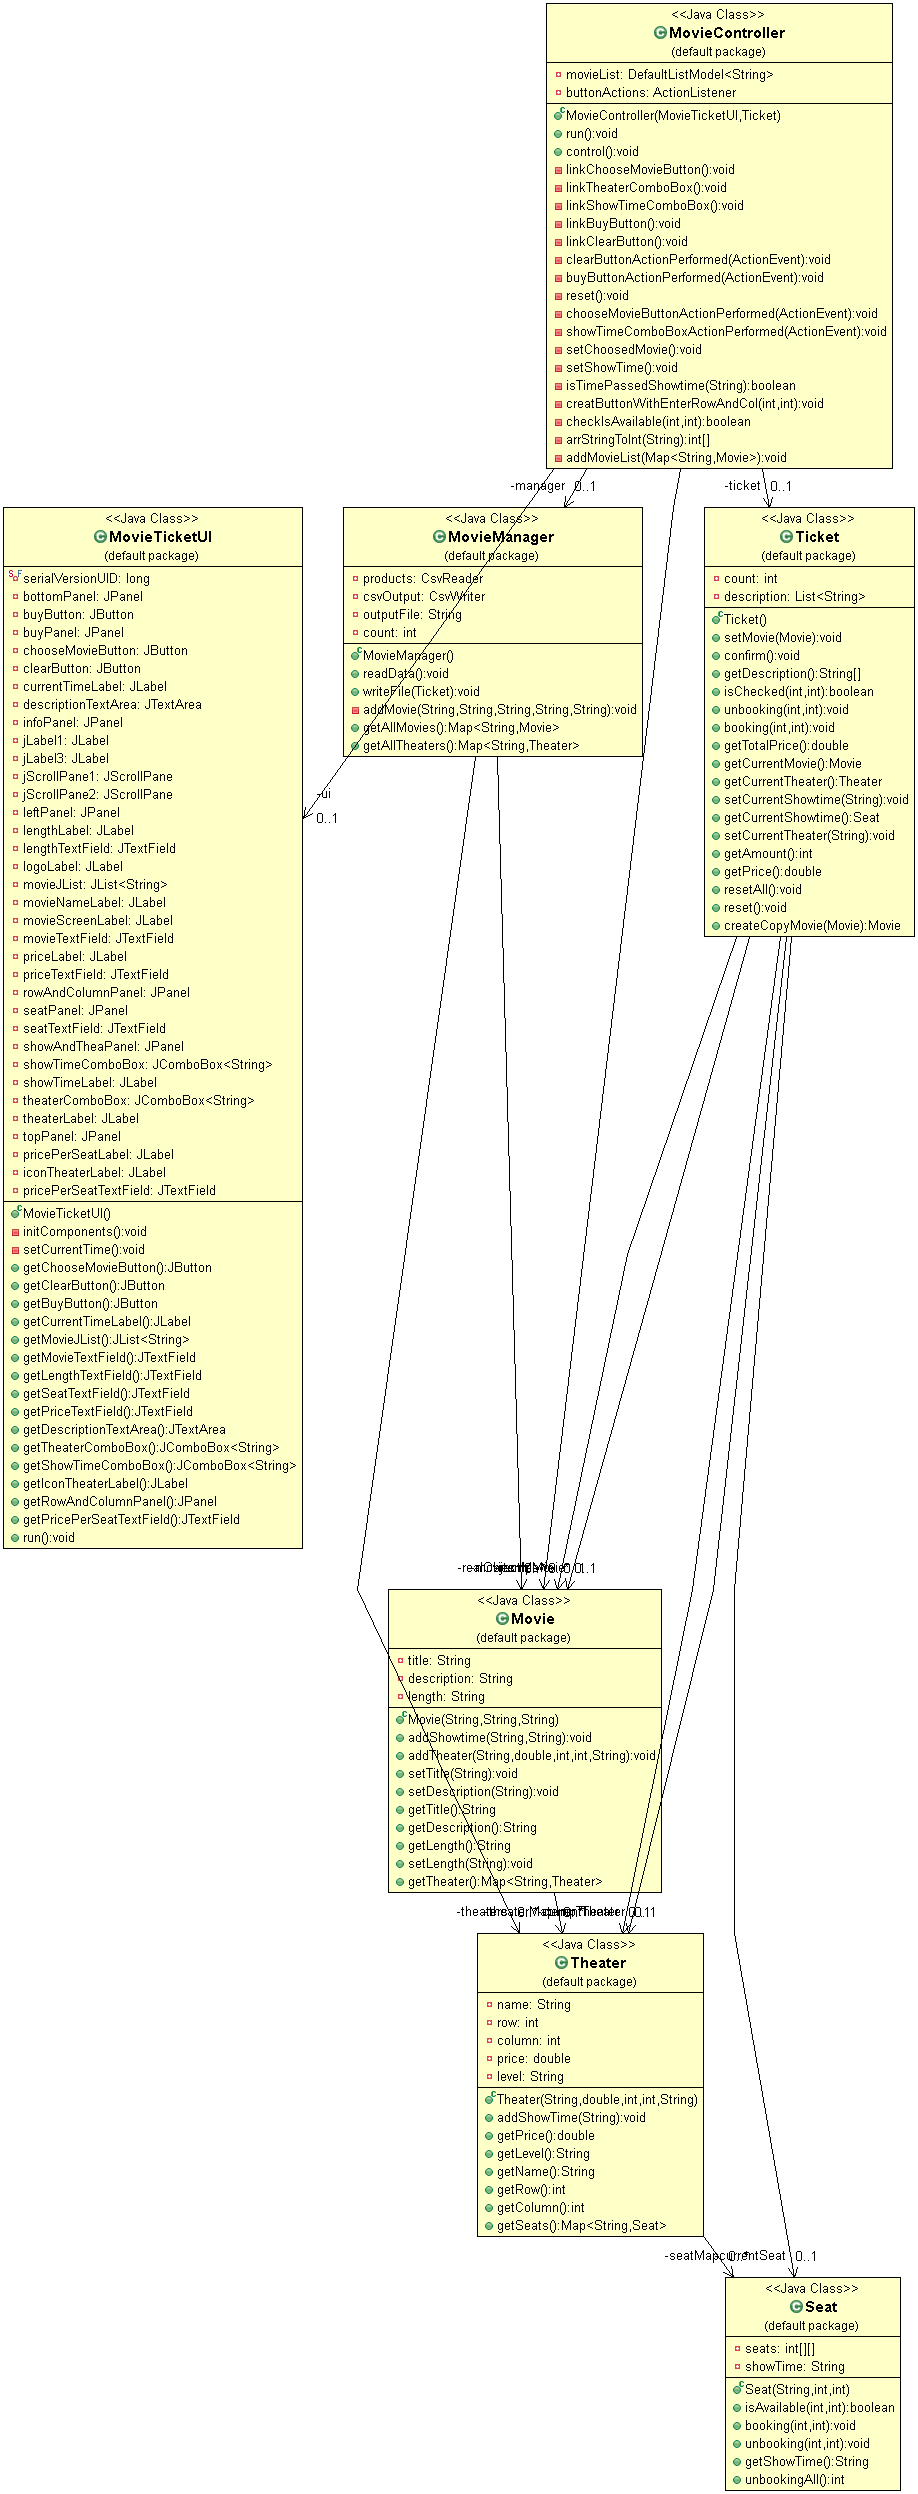 <<Java Class>>
MovieController
(default package)
movieList: DefaultListModel<String>
buttonActions: ActionListener
MovieController(MovieTicketUI,Ticket)
run():void
control():void
linkChooseMovieButton():void
linkTheaterComboBox():void
linkShowTimeComboBox():void
linkBuyButton():void
linkClearButton():void
clearButtonActionPerformed(ActionEvent):void
buyButtonActionPerformed(ActionEvent):void
reset():void
chooseMovieButtonActionPerformed(ActionEvent):void
showTimeComboBoxActionPerformed(ActionEvent):void
setChoosedMovie():void
setShowTime():void
isTimePassedShowtime(String):boolean
creatButtonWithEnterRowAndCol(int,int):void
checkIsAvailable(int,int):boolean
arrStringToInt(String):int[]
addMovieList(Map<String,Movie>):void
-manager 0..1
-ticket 0..1
<<Java Class>>
MovieTicketUI
(default package)
serialVersionUID: long
bottomPanel: JPanel
buyButton: JButton
buyPanel: JPanel
chooseMovieButton: JButton
clearButton: JButton
currentTimeLabel: JLabel
descriptionTextArea: JTextArea
infoPanel: JPanel
jLabel1: JLabel
jLabel3: JLabel
jScrollPane1: JScrollPane
jScrollPane2: JScrollPane
leftPanel: JPanel
lengthLabel: JLabel
lengthTextField: JTextField
logoLabel: JLabel
movieJList: JList<String>
movieNameLabel: JLabel
movieScreenLabel: JLabel
movieTextField: JTextField
priceLabel: JLabel
priceTextField: JTextField
rowAndColumnPanel: JPanel
seatPanel: JPanel
seatTextField: JTextField
showAndTheaPanel: JPanel
showTimeComboBox: JComboBox<String>
showTimeLabel: JLabel
theaterComboBox: JComboBox<String>
theaterLabel: JLabel
topPanel: JPanel
pricePerSeatLabel: JLabel
iconTheaterLabel: JLabel
pricePerSeatTextField: JTextField
MovieTicketUI()
initComponents():void
setCurrentTime():void
getChooseMovieButton():JButton
getClearButton():JButton
getBuyButton():JButton
getCurrentTimeLabel():JLabel
getMovieJList():JList<String>
getMovieTextField():JTextField
getLengthTextField():JTextField
getSeatTextField():JTextField
getPriceTextField():JTextField
getDescriptionTextArea():JTextArea
getTheaterComboBox():JComboBox<String>
getShowTimeComboBox():JComboBox<String>
getIconTheaterLabel():JLabel
getRowAndColumnPanel():JPanel
getPricePerSeatTextField():JTextField
run():void
<<Java Class>>
MovieManager
(default package)
products: CsvReader
csvOutput: CsvWriter
outputFile: String
count: int
MovieManager()
readData():void
writeFile(Ticket):void
addMovie(String,String,String,String,String):void
getAllMovies():Map<String,Movie>
getAllTheaters():Map<String,Theater>
-ui
0..1
<<Java Class>>
Ticket
(default package)
count: int
description: List<String>
Ticket()
setMovie(Movie):void
confirm():void
getDescription():String[]
isChecked(int,int):boolean
unbooking(int,int):void
booking(int,int):void
getTotalPrice():double
getCurrentMovie():Movie
getCurrentTheater():Theater
setCurrentShowtime(String):void
getCurrentShowtime():Seat
setCurrentTheater(String):void
getAmount():int
getPrice():double
resetAll():void
reset():void
createCopyMovie(Movie):Movie
<<Java Class>>
Movie
(default package)
title: String
description: String
length: String
Movie(String,String,String)
addShowtime(String,String):void
addTheater(String,double,int,int,String):void
setTitle(String):void
setDescription(String):void
getTitle():String
getDescription():String
getLength():String
setLength(String):void
getTheater():Map<String,Theater>
<<Java Class>>
Theater
(default package)
name: String
row: int
column: int
price: double
level: String
Theater(String,double,int,int,String)
addShowTime(String):void
getPrice():double
getLevel():String
getName():String
getRow():int
getColumn():int
getSeats():Map<String,Seat>
0..1
<<Java Class>>
Seat
(default package)
seats: int[][]
showTime: String
Seat(String,int,int)
isAvailable(int,int):boolean
booking(int,int):void
unbooking(int,int):void
getShowTime():String
unbookingAll():int